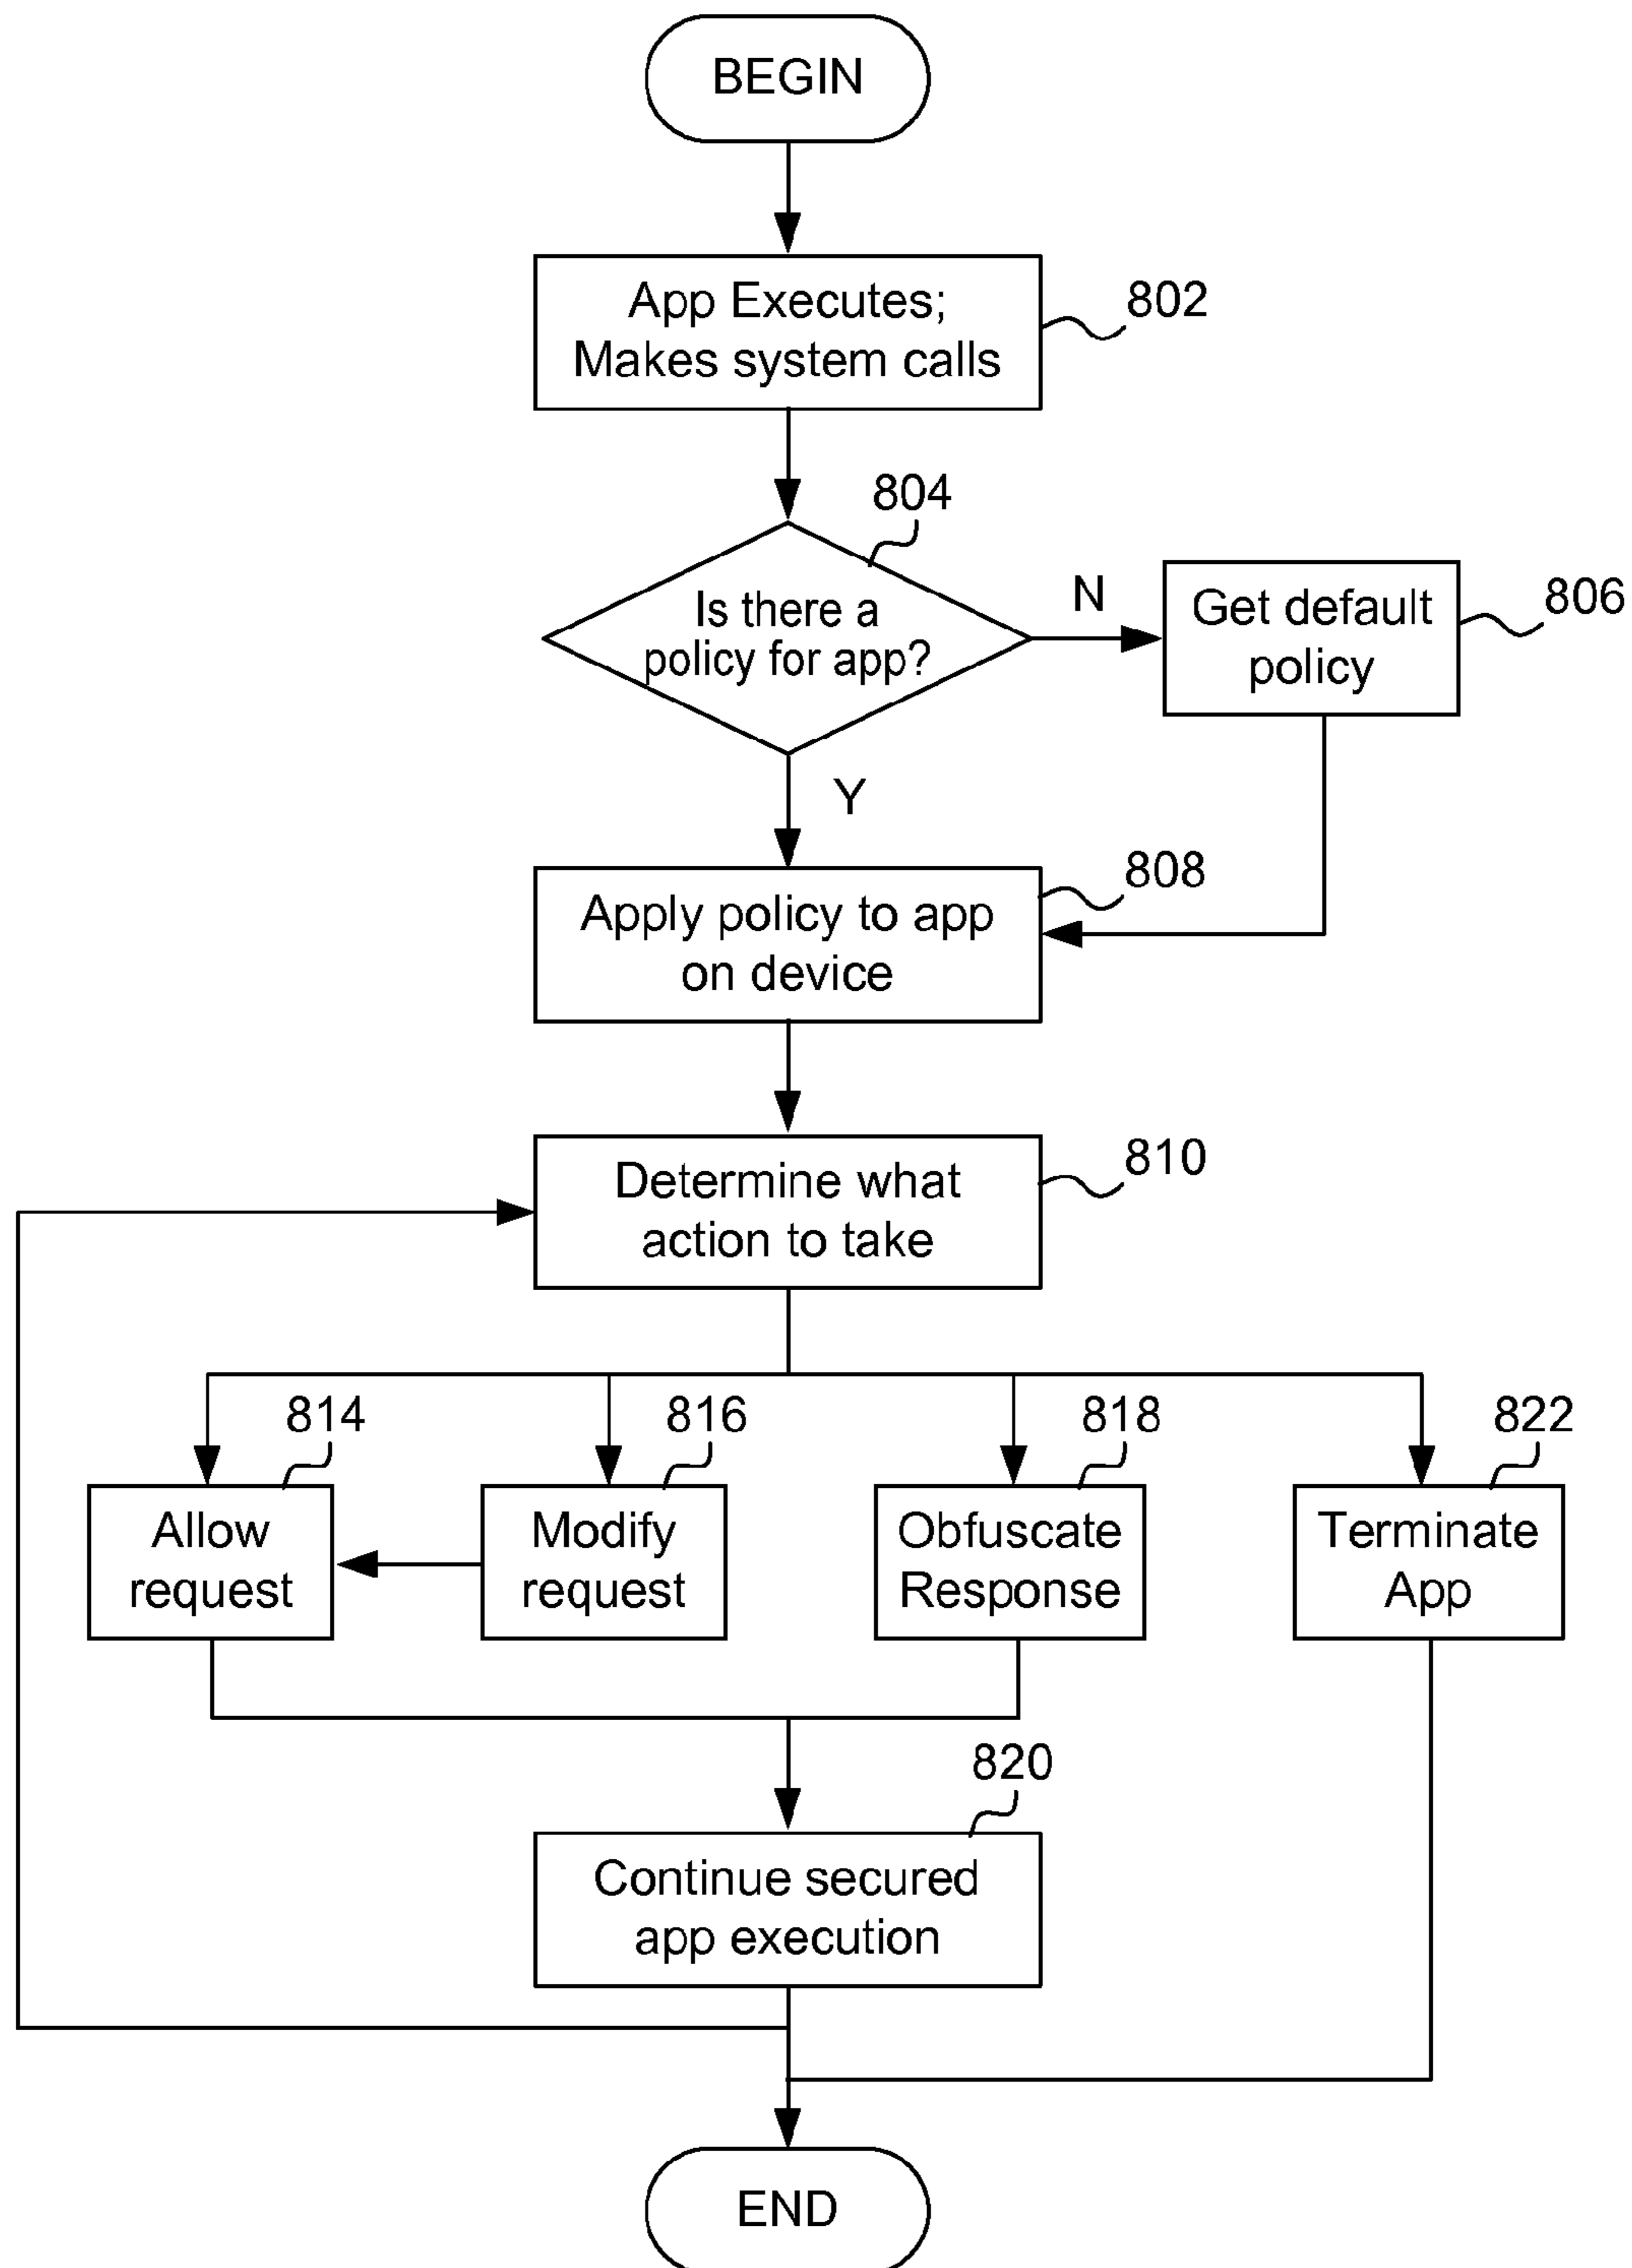 BEGIN
App Executes;
Makes system calls
802
804
Is there a
policy for app?
N
Get default
policy
806
Y
Apply policy to app
on device
808
Determine what
action to take
810
814
816
818
822
Allow
request
Modify
request
Obfuscate
Response
Terminate
App
820
Continue secured
app execution
END